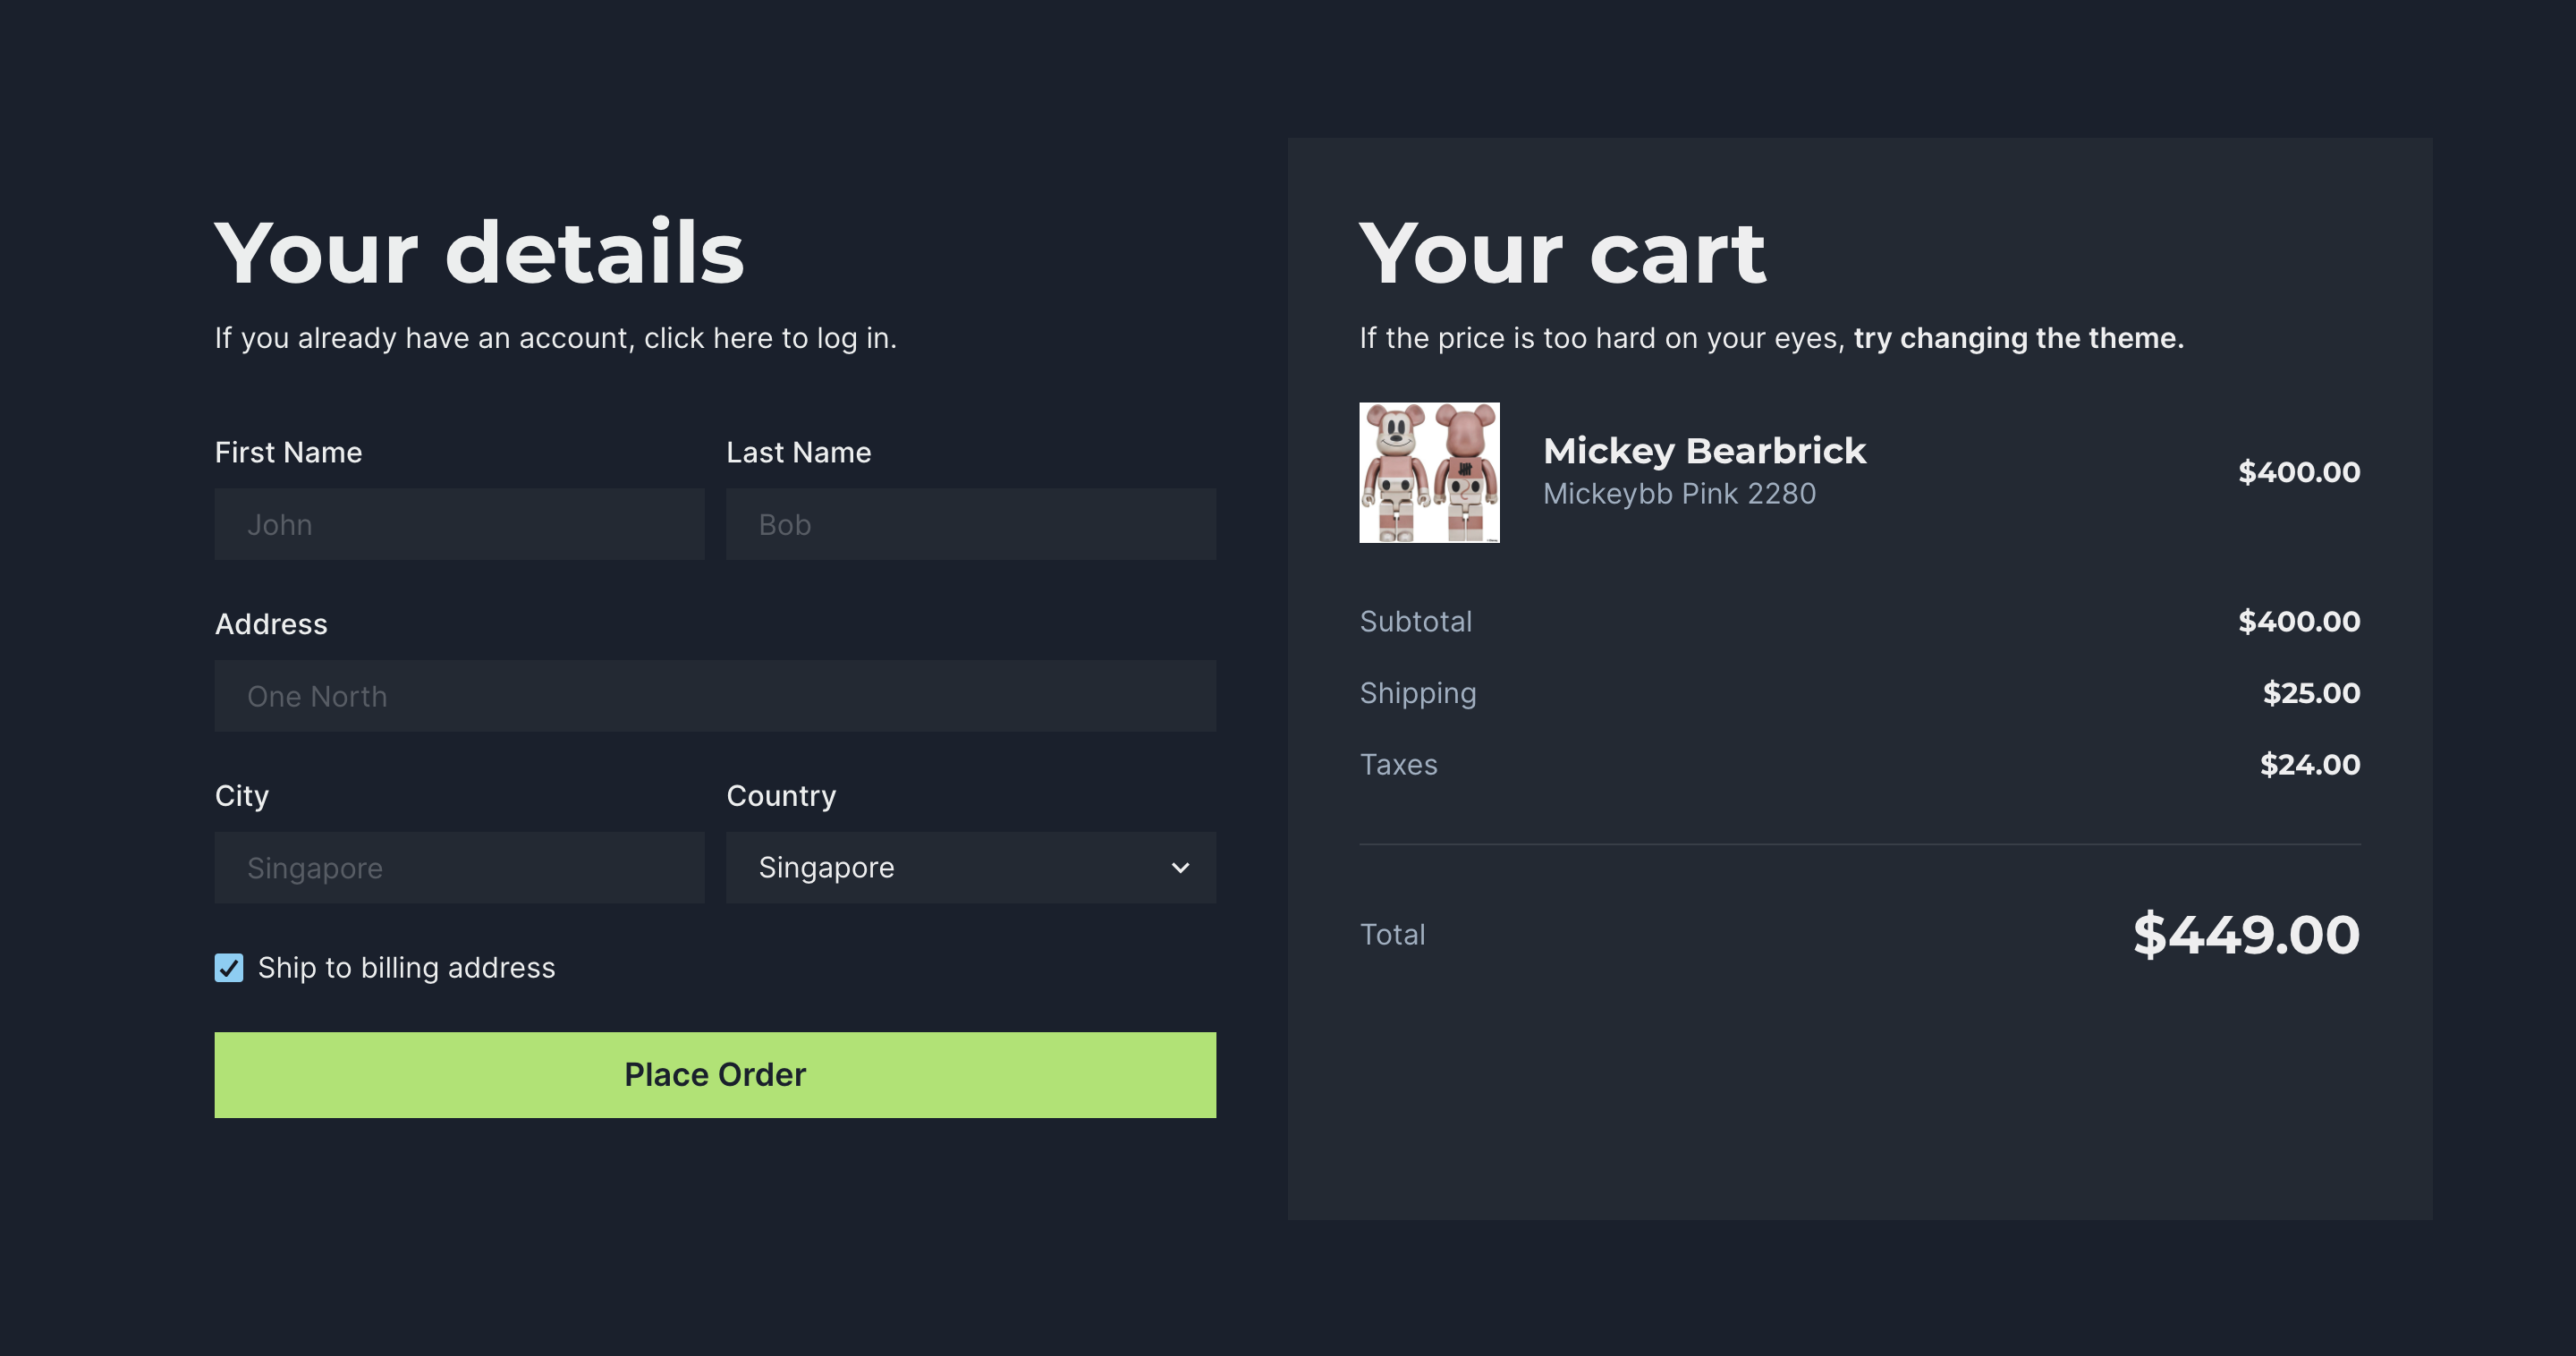 Your details
If you already have an account, click here to log in.
First Name
Last Name
John
Bob
Address
One North
City
Country
Singapore
Singapore
Ship to billing address
Place Order
Your cart
If the price is too hard on your eyes, try changing the theme.
Mickey Bearbrick
Mickeybb Pink 2280
$400.00
Subtotal
$400.00
Shipping
$25.00
Taxes
$24.00
Total
$449.00